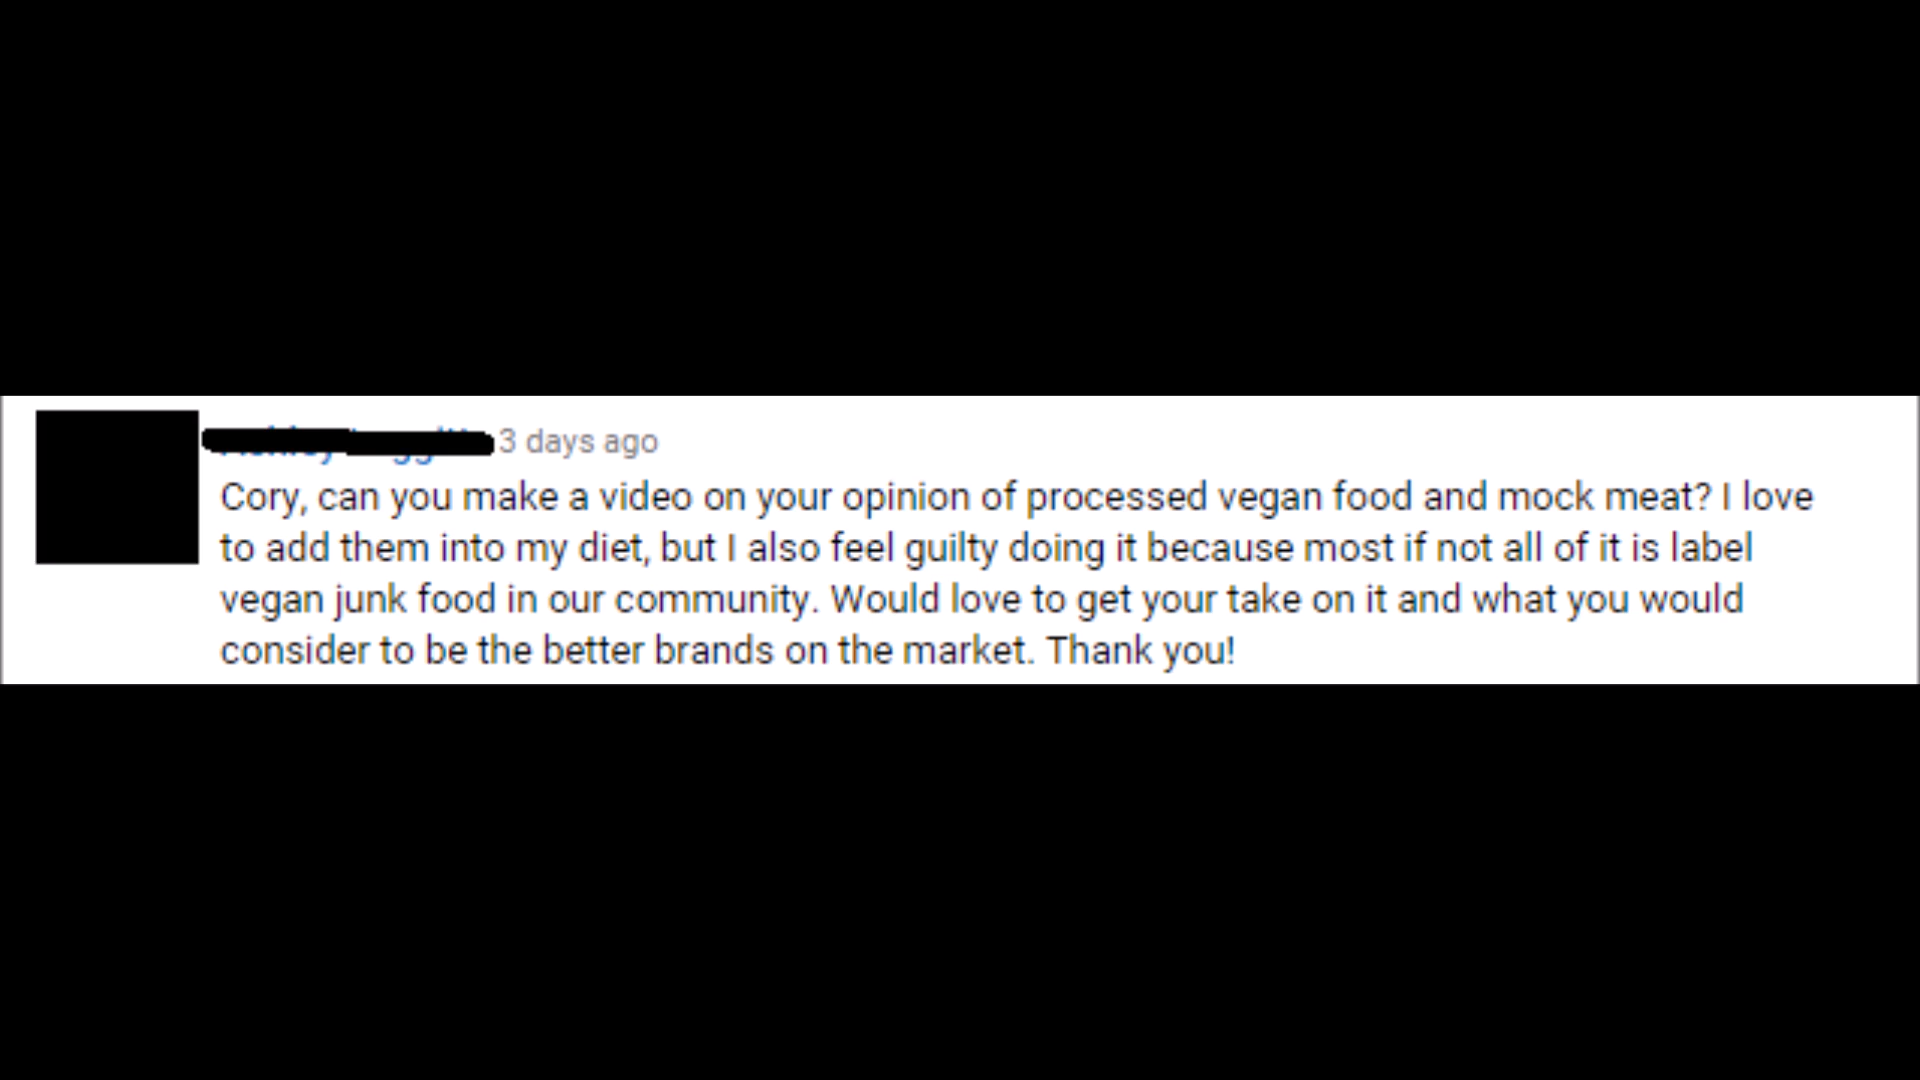 3 days ago
Cory, can you make a video on your opinion of processed vegan food and mock meat? I love
to add them into my diet, but I also feel guilty doing it because most if not all of it is label
vegan junk food in our community. Would love to get your take on it and what you would
consider to be the better brands on the market. Thank you!